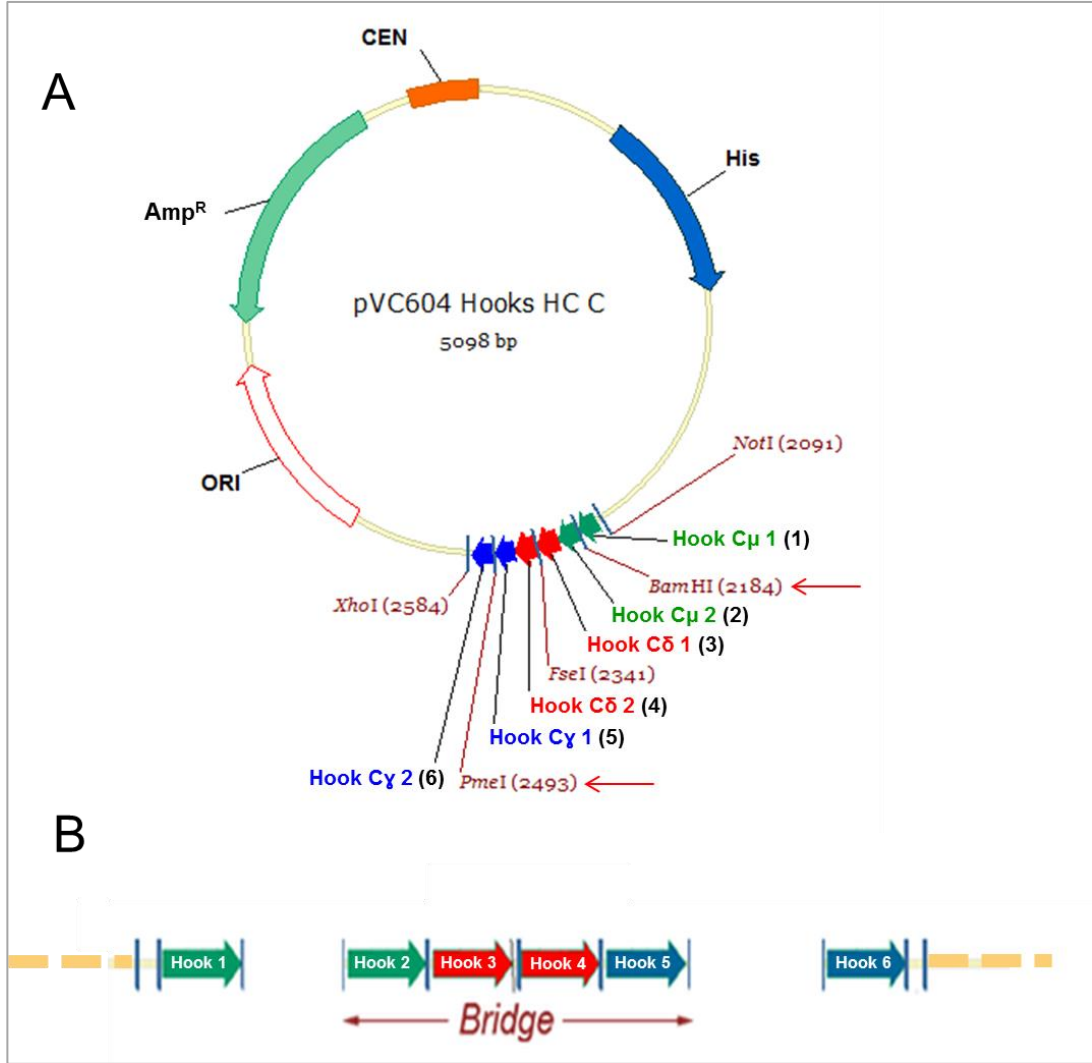 A
CEN
His
Ampᴿ
pVC604 Hooks HC C
5098 bp
ORI
NotI (2091)
Hook Cµ 1 (1)
BamHI (2184)
XhoI (2584)
Hook Cµ 2 (2)
Hook Cδ 1 (3)
FseI (2341)
Hook Cδ 2 (4)
Hook Cɣ 1 (5)
Hook Cɣ 2 (6)
PmeI (2493)
B
Hook 1
Hook 2
Hook 3
Hook 4
Hook 5
Hook 6
Bridge